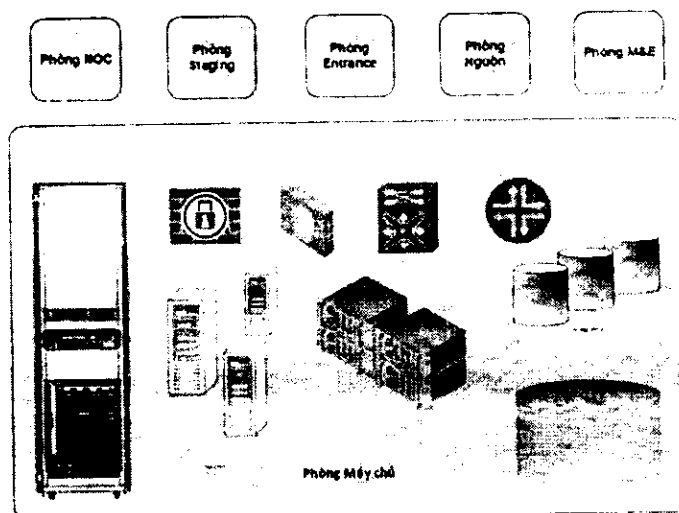 Phòng NOC
Phòng
Staging
Phòng
Entrance
Phòng
Nguồn
Phòng M&E
Phòng Máy chủ